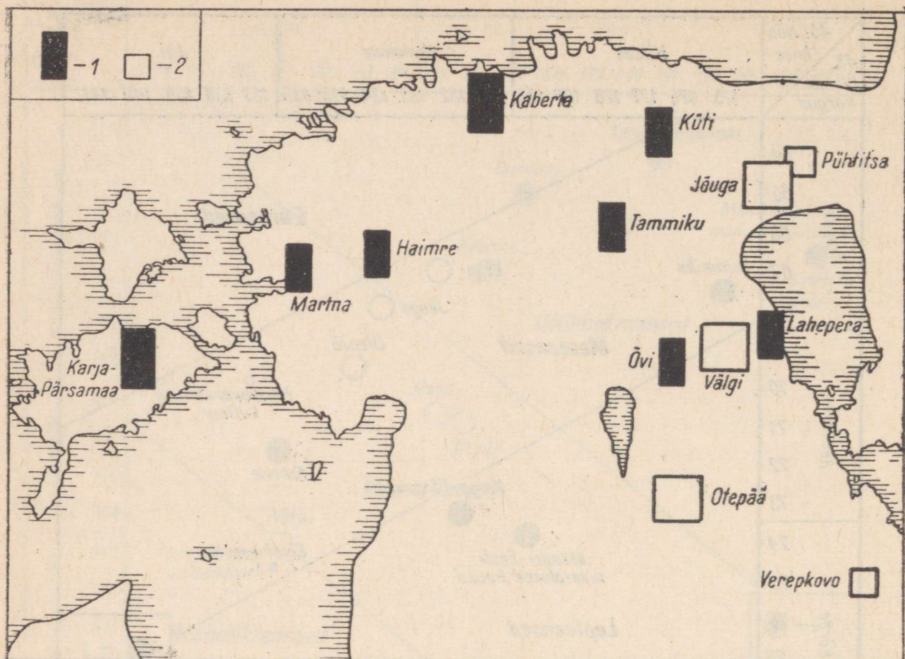 -1 -2
Kaberla
Küti
Pühtitsa
Jõuga
Tammiku
Haimre
Martna
Lahepera
Karja-
Pärsamaa
Õvi
Välgi
Otepää
Verepkovo